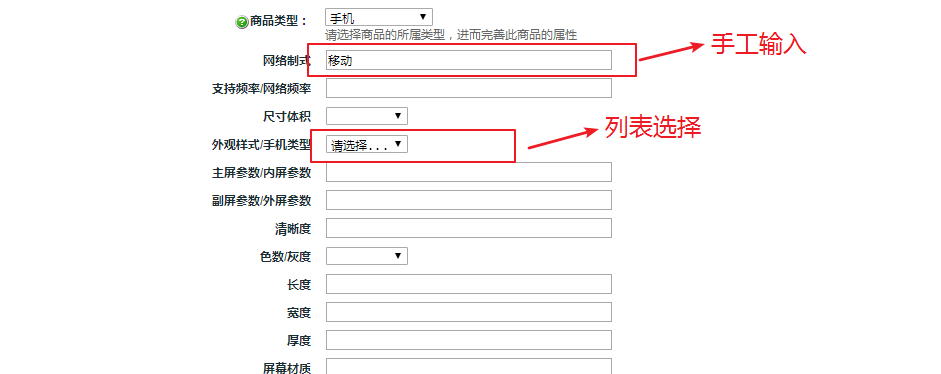 商品类型： 手机
请选择商品的所属类型，进而完善此商品的属性
手工输入
网络制式 移动
支持频率/网络频率
尺寸体积
列表选择
外观样式/手机类型 请选择...
主屏参数/内屏参数
副屏参数/外屏参数
清晰度
色数/灰度
长度
宽度
厚度
屏幕材质